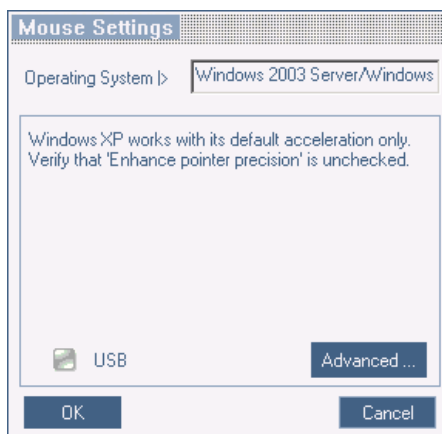 Mouse Settings
Operating System |> Windows 2003 Server/Windows
Windows XP works with its default acceleration only.
Verify that 'Enhance pointer precision' is unchecked.
USB Advanced ...
OK Cancel